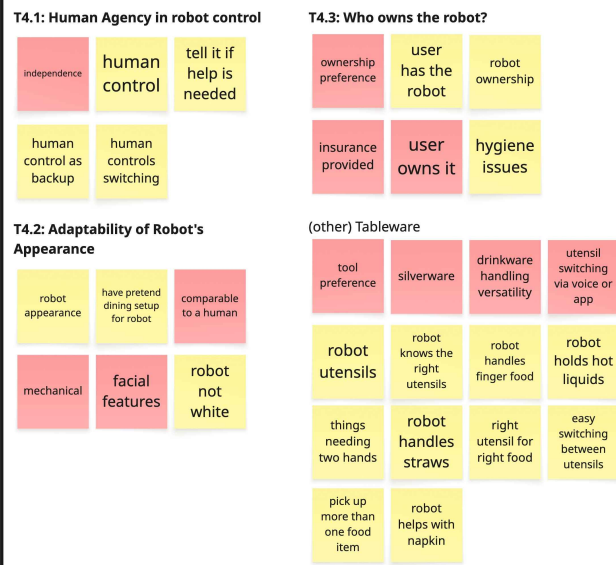 T4.1: Human Agency in robot control
independence
human
control
tell it if
help is
needed
human
control as
backup
human
controls
switching
T4.3: Who owns the robot?
ownership
preference
user
has the
robot
robot
ownership
insurance
provided
user
owns it
hygiene
issues
T4.2: Adaptability of Robot's
Appearance
robot
appearance
have pretend
dining setup
for robot
comparable
to a human
mechanical
facial
features
robot
not
white
(other) Tableware
tool
preference
silverware
drinkware
handling
versatility
utensil
switching
via voice or
app
robot
utensils
robot
knows the
right
utensils
robot
handles
finger food
robot
holds hot
liquids
things
needing
two hands
robot
handles
straws
right
utensil for
right food
easy
switching
between
utensils
pick up
more than
one food
item
robot
helps with
napkin